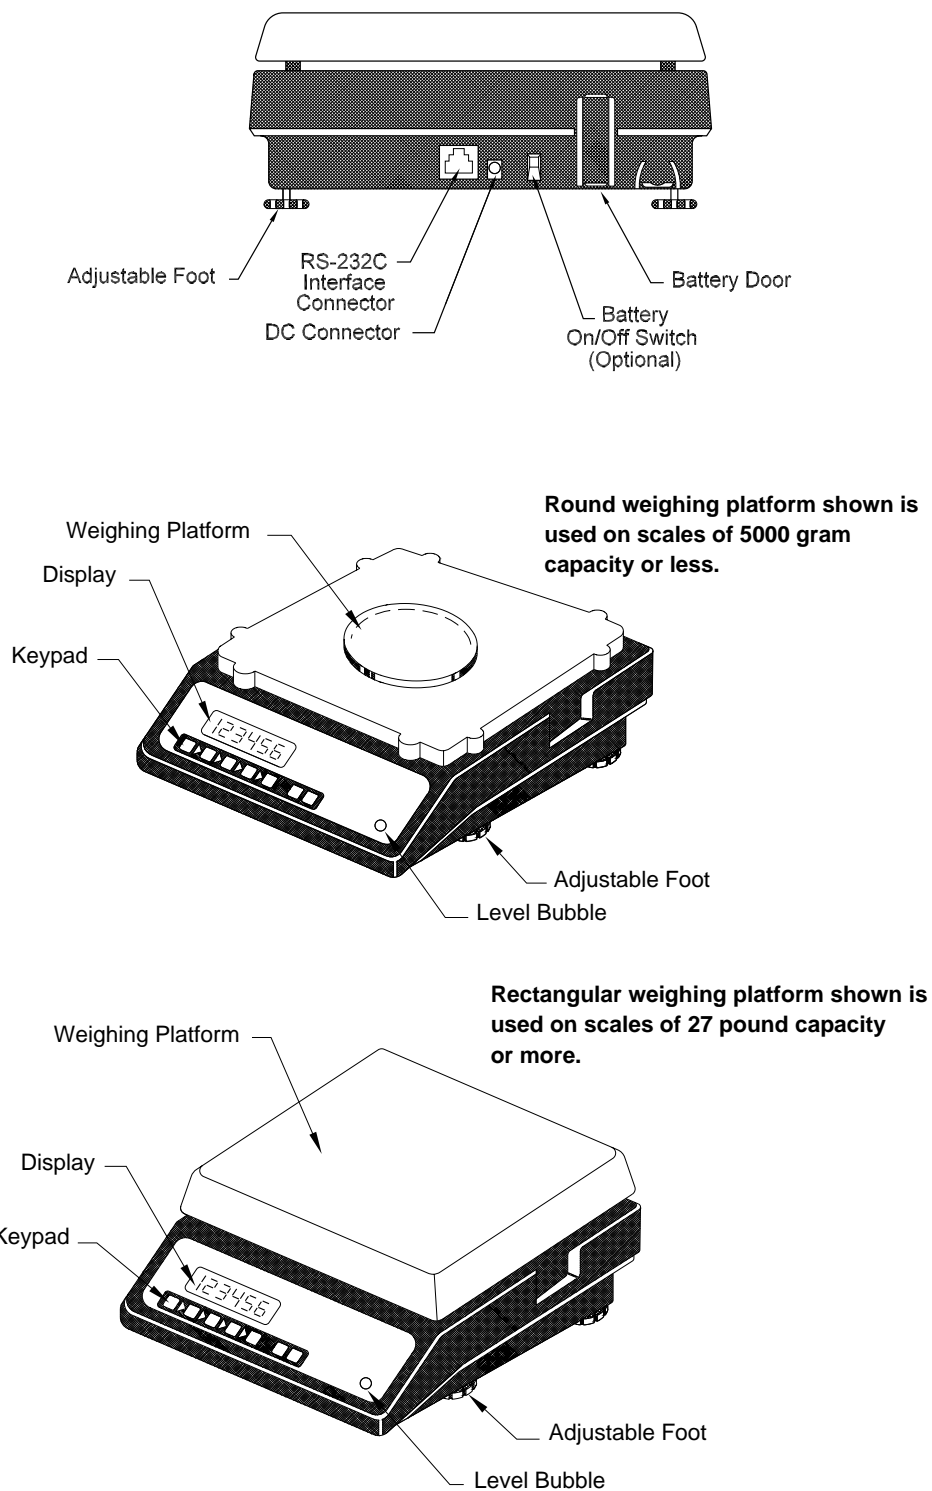 Adjustable Foot
RS-232C
Interface
Connector
DC Connector
Battery
On/Off Switch
(Optional)
Battery Door
Round weighing platform shown is
used on scales of 5000 gram
capacity or less.
Weighing Platform
Display
Keypad
123456
Adjustable Foot
Level Bubble
Rectangular weighing platform shown is
used on scales of 27 pound capacity
or more.
Weighing Platform
Display
Keypad
123456
Adjustable Foot
Level Bubble